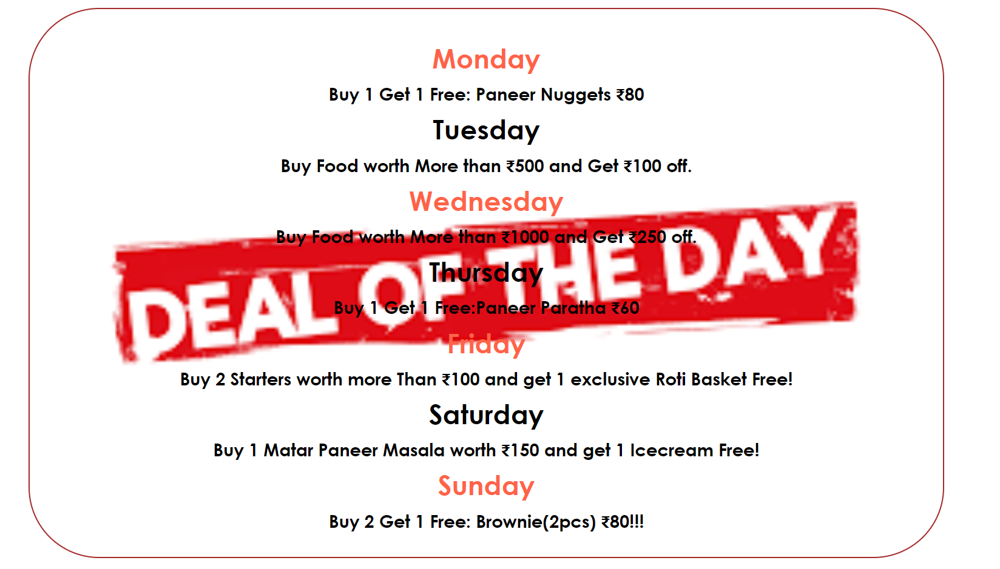 Monday
Buy 1 Get 1 Free: Paneer Nuggets ₹80
Tuesday
Buy Food worth More than ₹500 and Get ₹100 off.
Wednesday
Buy Food worth More than ₹1000 and Get ₹250 off.
DEAL OF THE DAY
Thursday
Buy 1 Get 1 Free:Paneer Paratha ₹60
Friday
Buy 2 Starters worth more Than ₹100 and get 1 exclusive Roti Basket Free!
Saturday
Buy 1 Matar Paneer Masala worth ₹150 and get 1 Icecream Free!
Sunday
Buy 2 Get 1 Free: Brownie(2pcs) ₹80!!!